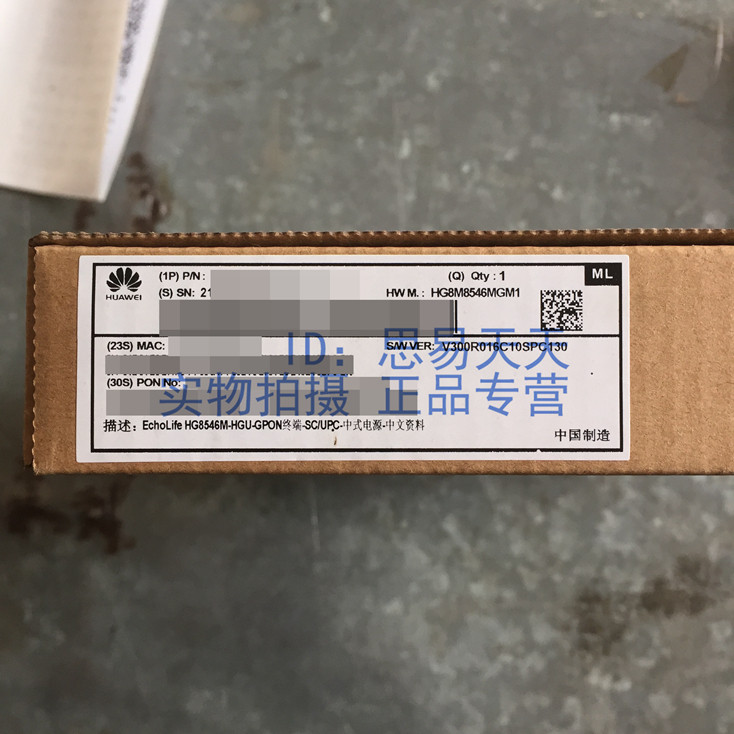 HUAWEI
(1P) P/N:
(Q) Qty : 1
ML
(S) SN: 21
HW M. : HG8M8546MGM1
(23S) MAC:
S/W VER: V300R016C10SPC130
ID：思易天天
(30S) PON No:
实物拍摄 正品专营
描述：EchoLife HG8546M-HGU-GPON终端-SC/UPC-中式电源-中文资料
中国制造